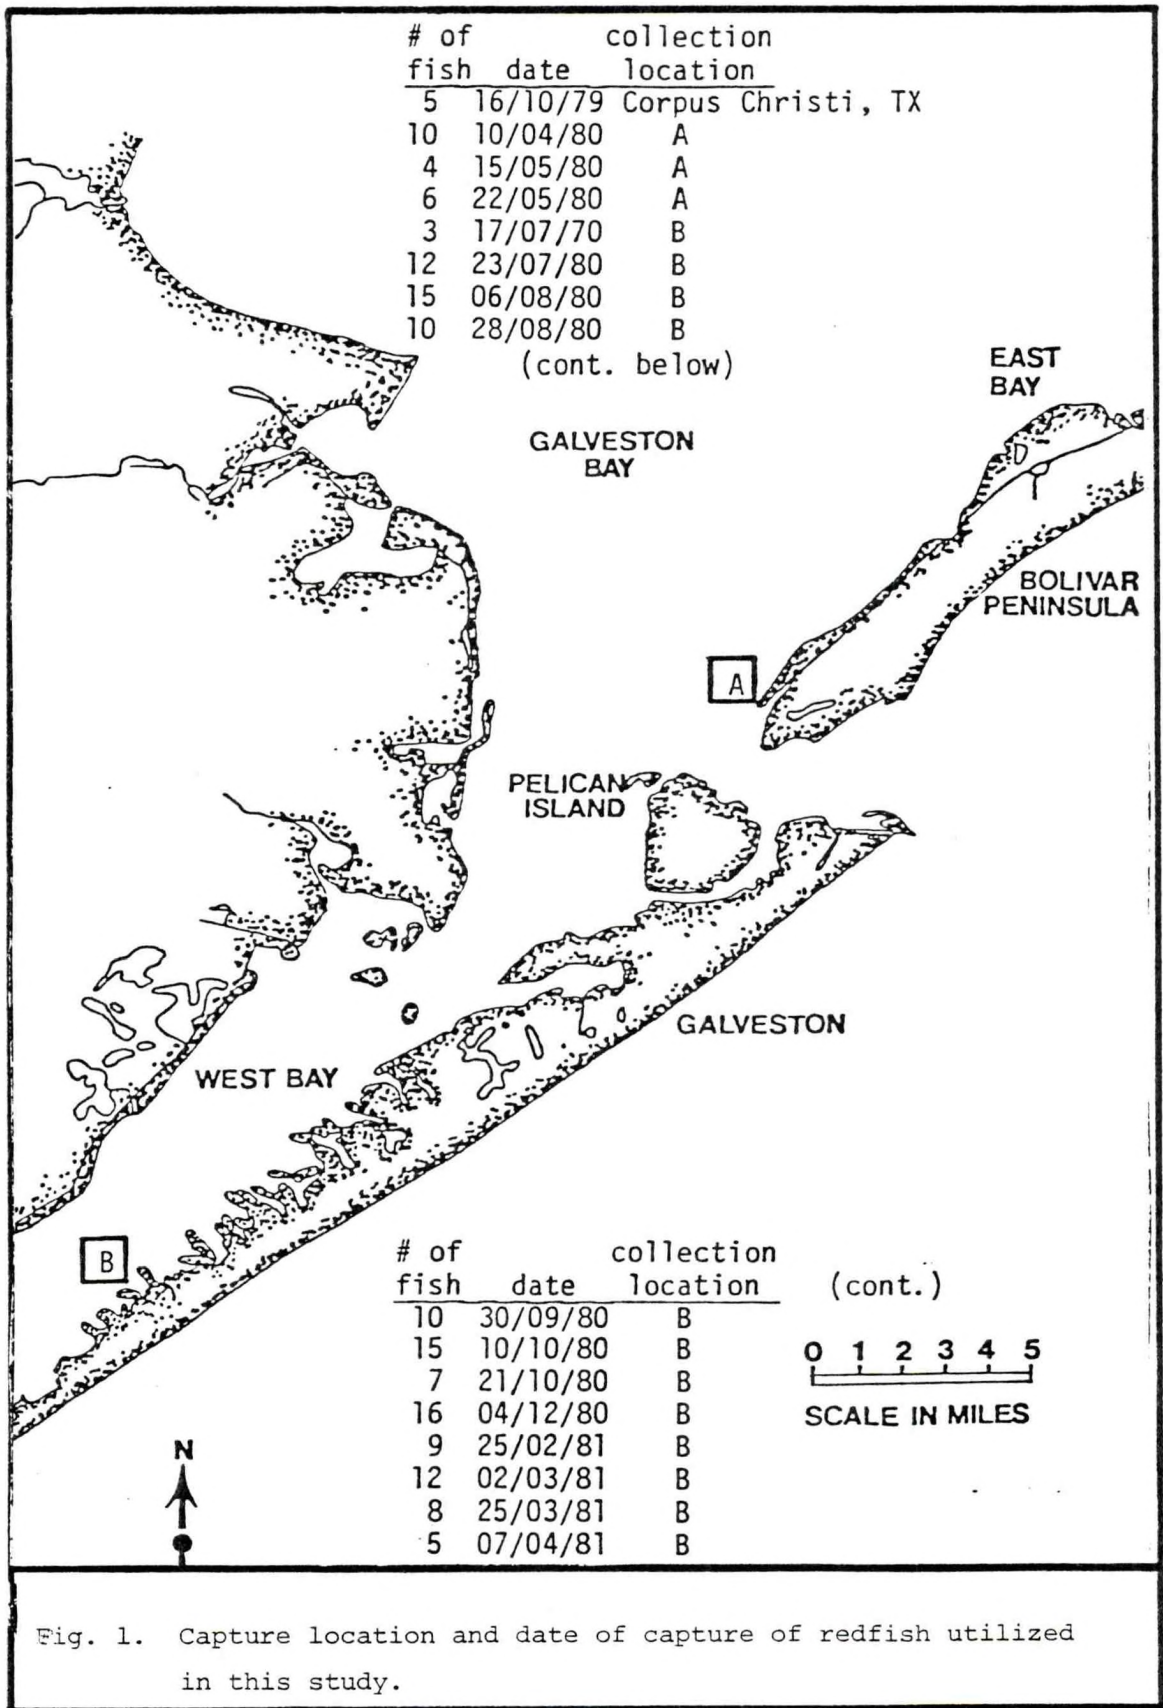 # of collection
fish date location
5 16/10/79 Corpus Christi, TX
10 10/04/80 A
4 15/05/80 A
6 22/05/80 A
3 17/07/70 B
12 23/07/80 B
15 06/08/80 B
10 28/08/80 B
(cont. below)
EAST
BAY
GALVESTON
BAY
BOLIVAR
PENINSULA
A
PELICAN
ISLAND
GALVESTON
WEST BAY
B
# of collection
fish date location (cont.)
10 30/09/80 B
15 10/10/80 B
7 21/10/80 B
16 04/12/80 B
9 25/02/81 B
12 02/03/81 B
8 25/03/81 B
5 07/04/81 B
0 1 2 3 4 5
SCALE IN MILES
N
Fig. 1. Capture location and date of capture of redfish utilized
in this study.